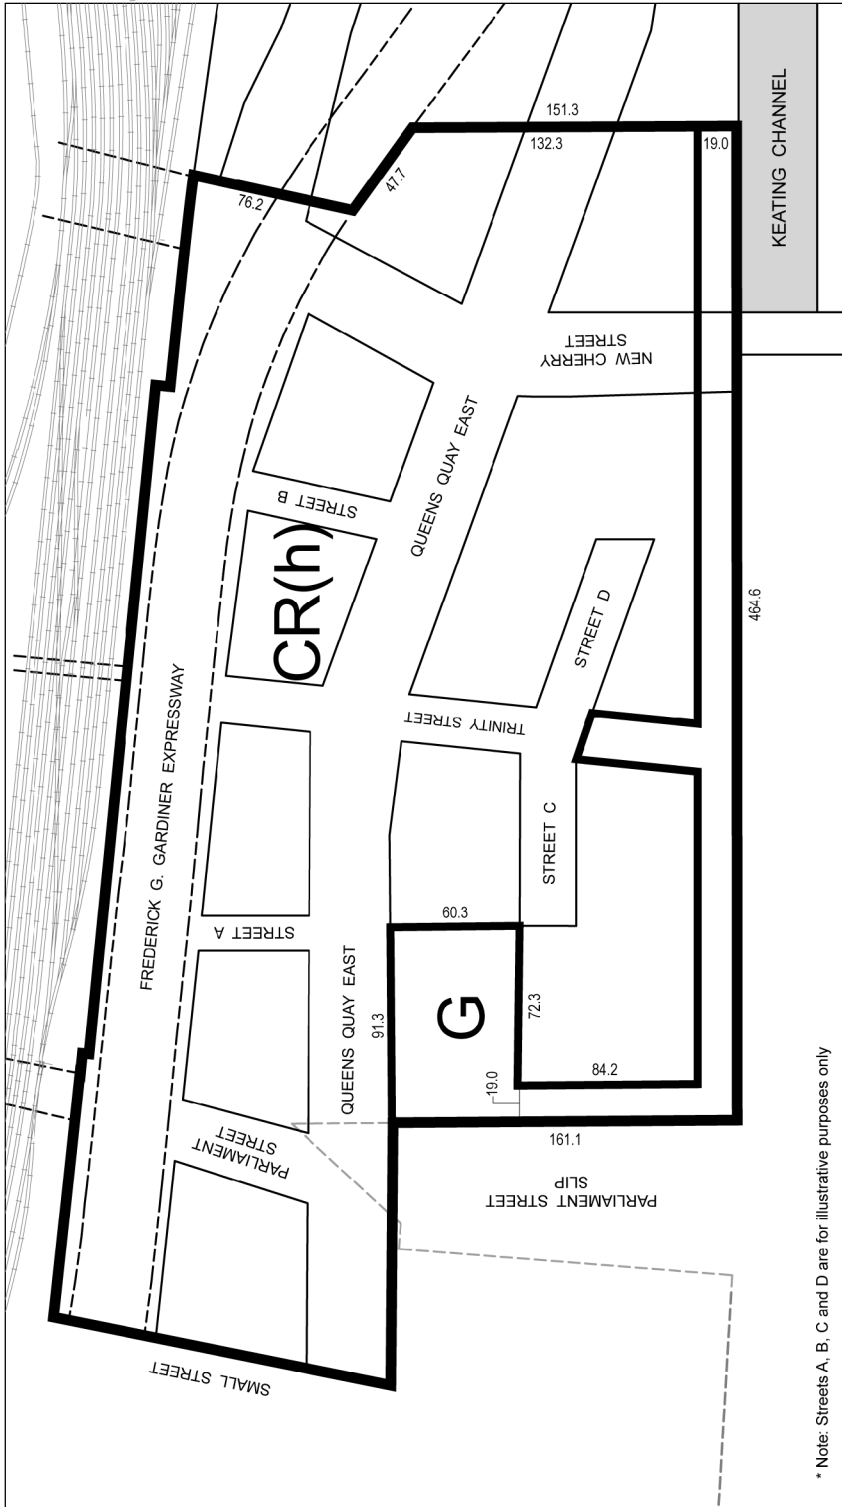 KEATING CHANNEL
151.3
132.3
19.0
47.7
76.2
NEW CHERRY
STREET
QUEENS QUAY EAST
STREET B
CR(h)
464.6
STREET D
TRINITY STREET
FREDERICK G. GARDINER EXPRESSWAY
STREET C
60.3
STREET A
QUEENS QUAY EAST
91.3
G
72.3
84.2
19.0
161.1
PARLIAMENT
STREET
PARLIAMENT STREET
SLIP
SMALL STREET
* Note: Streets A, B, C and D are for illustrative purposes only